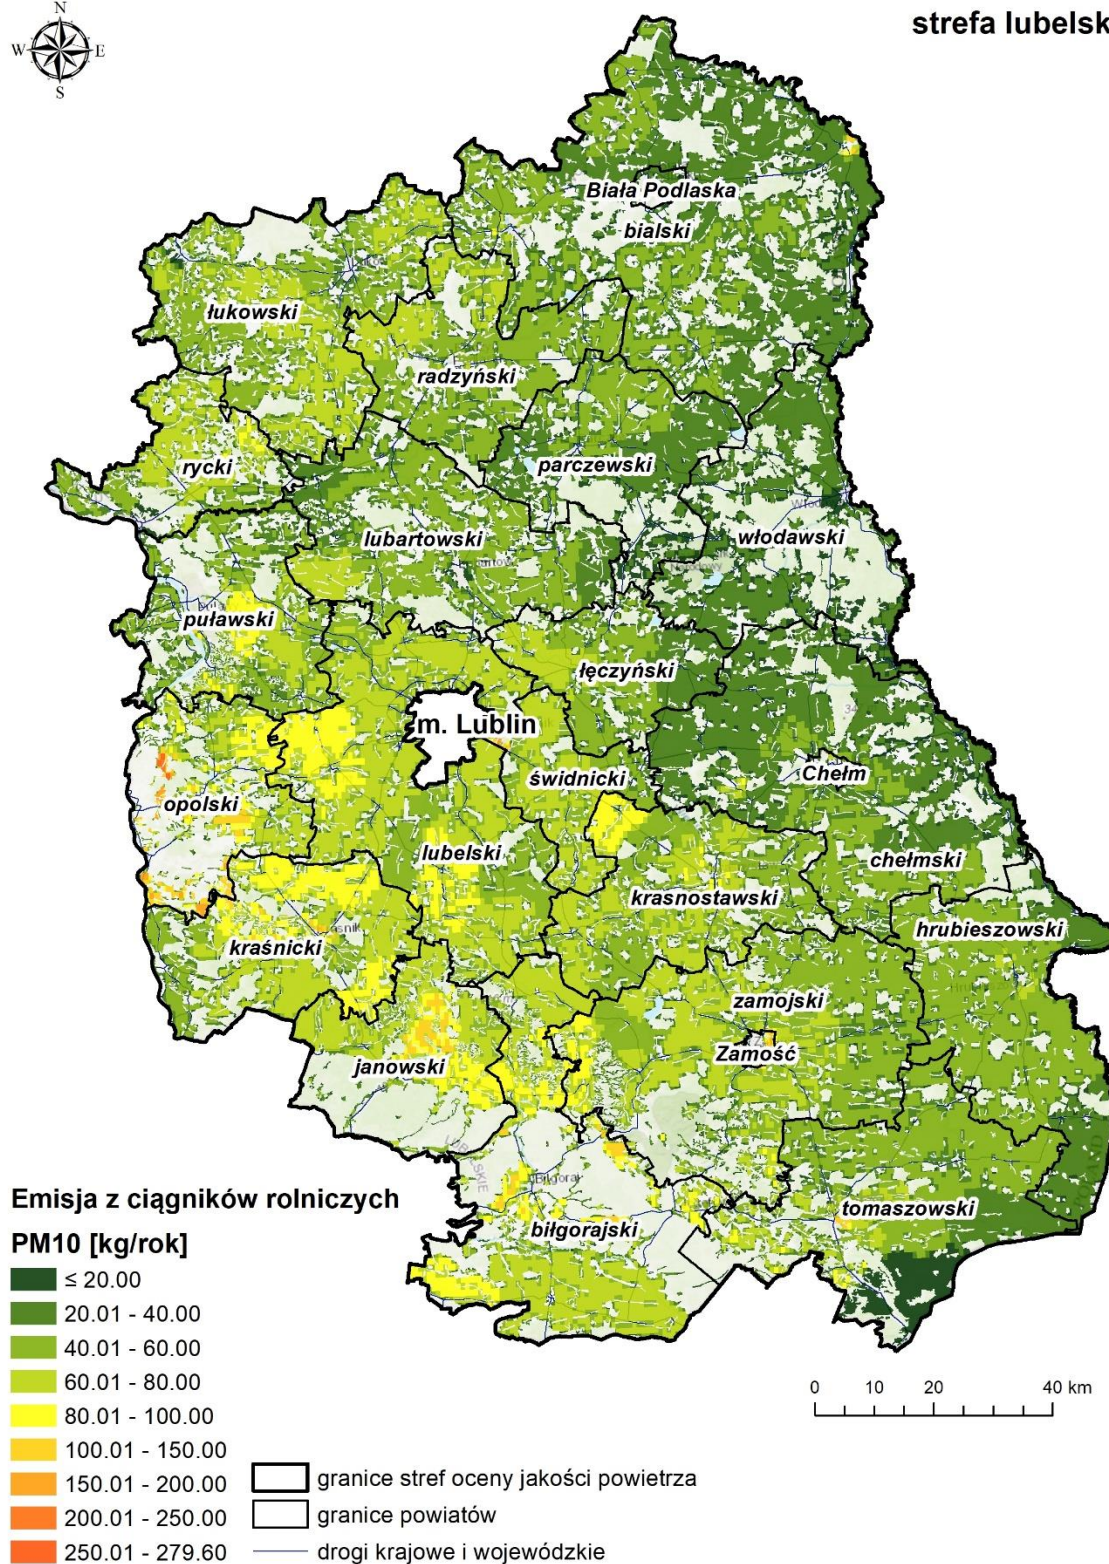 N
W E
S
strefa lubelsk
Biała Podlaska
bialski
łukowski
radzyński
rycki
parczewski
lubartowski
włodawski
puławski
łęczyński
m. Lublin
świdnicki
Chełm
opolski
lubelski
chełmski
krasnostawski
hrubieszowski
kraśnicki
zamojski
Zamość
janowski
LUBELSKIE
Biłgoraj
biłgorajski
tomaszowski
Emisja z ciągników rolniczych
PM10 [kg/rok]
≤ 20.00
20.01 - 40.00
40.01 - 60.00
60.01 - 80.00
80.01 - 100.00
100.01 - 150.00
150.01 - 200.00
200.01 - 250.00
250.01 - 279.60
granice stref oceny jakości powietrza
granice powiatów
drogi krajowe i wojewódzkie
0 10 20 40 km